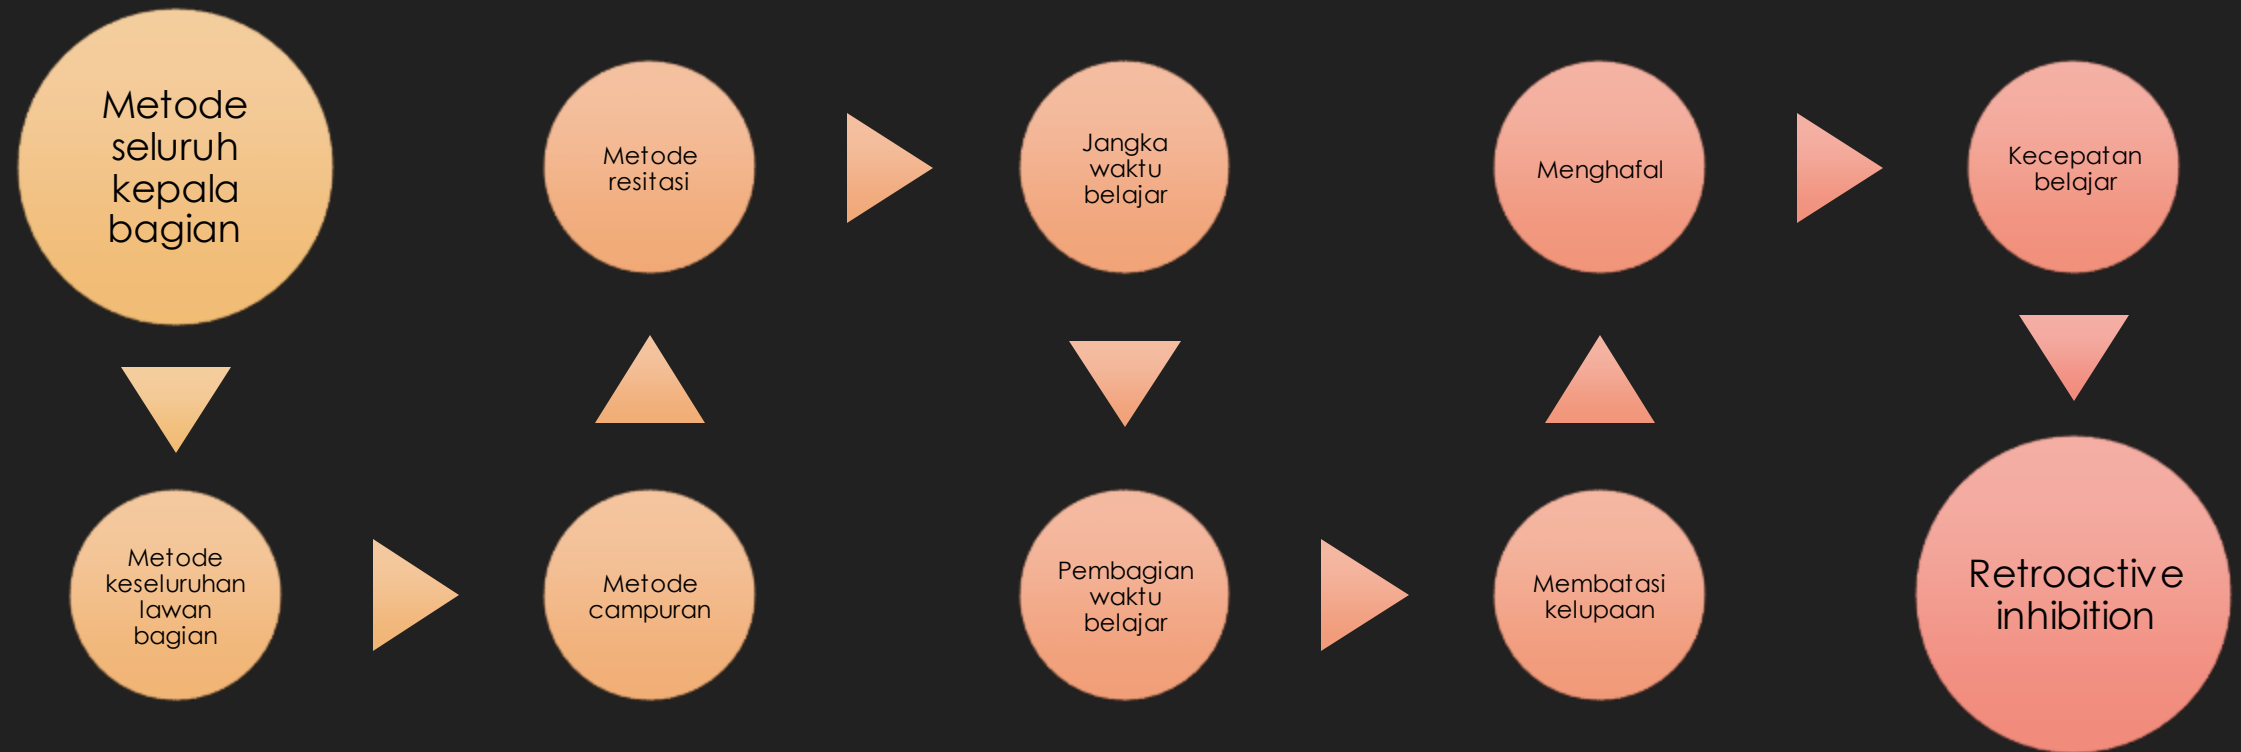 Metode
seluruh
kepala
bagian
Metode
keseluruhan
lawan
bagian
Metode
campuran
Metode
resitasi
Jangka
waktu
belajar
Pembagian
waktu
belajar
Membatasi
kelupaan
Menghafal
Kecepatan
belajar
Retroactive
inhibition